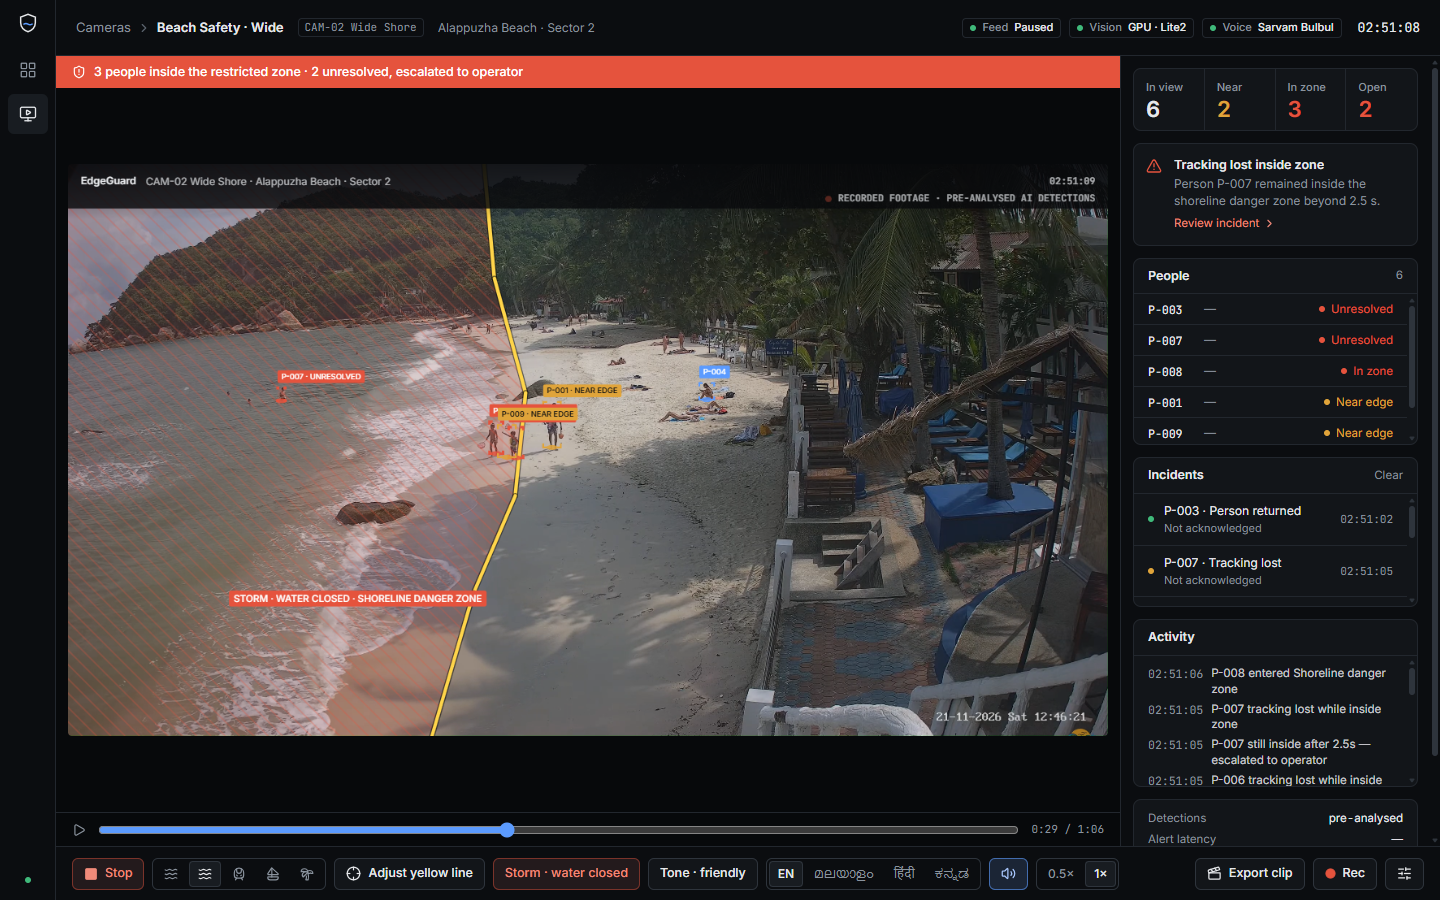 Cameras > Beach Safety · Wide CAM-02 Wide Shore Alappuzha Beach · Sector 2
Feed Paused Vision GPU · Lite2 Voice Sarvam Bulbul 02:51:08
3 people inside the restricted zone · 2 unresolved, escalated to operator
EdgeGuard CAM-02 Wide Shore · Alappuzha Beach · Sector 2
02:51:09
RECORDED FOOTAGE · PRE-ANALYSED AI DETECTIONS
P-007 · UNRESOLVED
P-004
P-001 · NEAR EDGE
P-009 · NEAR EDGE
STORM · WATER CLOSED · SHORELINE DANGER ZONE
21-11-2026 Sat 12:46:21
0:29 / 1:06
In view Near In zone Open
6 2 3 2
Tracking lost inside zone
Person P-007 remained inside the
shoreline danger zone beyond 2.5 s.
Review incident >
People 6
P-003 — Unresolved
P-007 — Unresolved
P-008 — In zone
P-001 — Near edge
P-009 — Near edge
Incidents Clear
P-003 · Person returned 02:51:02
Not acknowledged
P-007 · Tracking lost 02:51:05
Not acknowledged
Activity
02:51:06 P-008 entered Shoreline danger
zone
02:51:05 P-007 tracking lost while inside
zone
02:51:05 P-007 still inside after 2.5s —
escalated to operator
02:51:05 P-006 tracking lost while inside
Detections pre-analysed
Alert latency —
Stop Adjust yellow line Storm · water closed Tone · friendly EN മലയാളം हिंदी ಕನ್ನಡ 0.5× 1× Export clip Rec